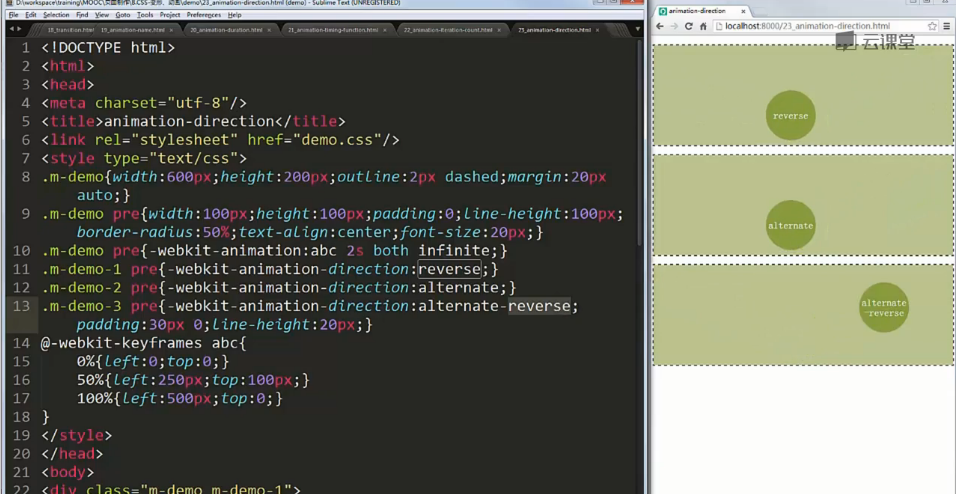 D:\workspace\training\MOOC\页面制作\8.CSS-变形、动画\demo\23_animation-direction.html (demo) - Sublime Text (UNREGISTERED)
File Edit Selection Find View Goto Tools Project Preferences Help
18_transition.html 19_animation-name.html 20_animation-duration.html 21_animation-timing-function.html 22_animation-iteration-count.html 23_animation-direction.html
1 <!DOCTYPE html>
2 <html>
3 <head>
4 <meta charset="utf-8"/>
5 <title>animation-direction</title>
6 <link rel="stylesheet" href="demo.css"/>
7 <style type="text/css">
8 .m-demo{width:600px;height:200px;outline:2px dashed;margin:20px
auto;}
9 .m-demo pre{width:100px;height:100px;padding:0;line-height:100px;
border-radius:50%;text-align:center;font-size:20px;}
10 .m-demo pre{-webkit-animation:abc 2s both infinite;}
11 .m-demo-1 pre{-webkit-animation-direction:reverse;}
12 .m-demo-2 pre{-webkit-animation-direction:alternate;}
13 .m-demo-3 pre{-webkit-animation-direction:alternate-reverse;
padding:30px 0;line-height:20px;}
14 @-webkit-keyframes abc{
15 0%{left:0;top:0;}
16 50%{left:250px;top:100px;}
17 100%{left:500px;top:0;}
18 }
19 </style>
20 </head>
21 <body>
22 <div class="m-demo m-demo-1">
animation-direction
localhost:8000/23_animation-direction.html
云课堂
reverse
alternate
alternate
-reverse